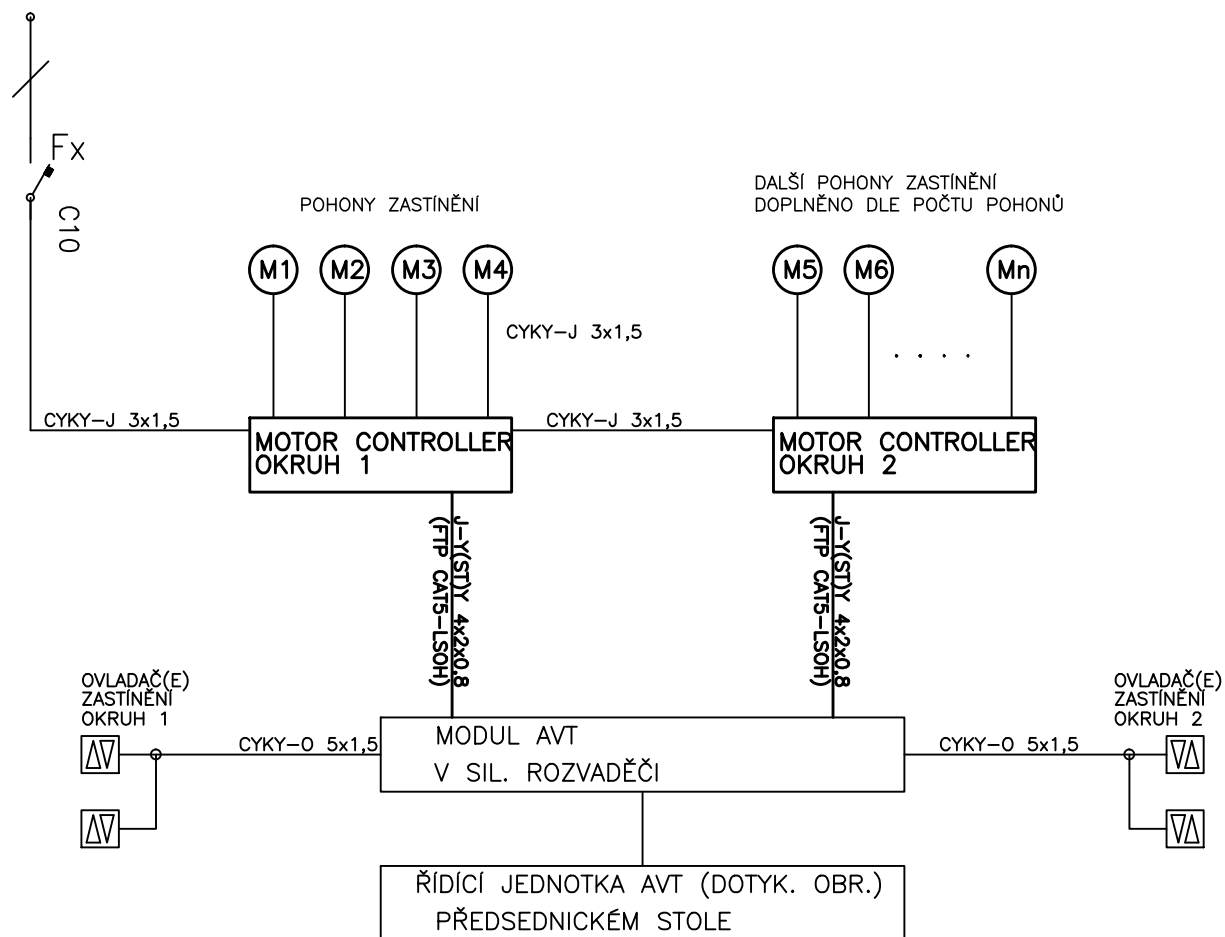 Fx
C10
POHONY ZASTÍNĚNÍ
DALŠÍ POHONY ZASTÍNĚNÍ
DOPLNĚNO DLE POČTU POHONŮ
M1
M2
M3
M4
M5
M6
Mn
CYKY-J 3x1,5
. . . .
CYKY-J 3x1,5
CYKY-J 3x1,5
MOTOR CONTROLLER
OKRUH 1
MOTOR CONTROLLER
OKRUH 2
J-Y(ST)Y 4x2x0,8
(FTP CAT5-LSOH)
J-Y(ST)Y 4x2x0,8
(FTP CAT5-LSOH)
OVLADAČ(E)
ZASTÍNĚNÍ
OKRUH 1
OVLADAČ(E)
ZASTÍNĚNÍ
OKRUH 2
CYKY-O 5x1,5
MODUL AVT
V SIL. ROZVADĚČI
CYKY-O 5x1,5
ŘÍDÍCÍ JEDNOTKA AVT (DOTYK. OBR.)
PŘEDSEDNICKÉM STOLE